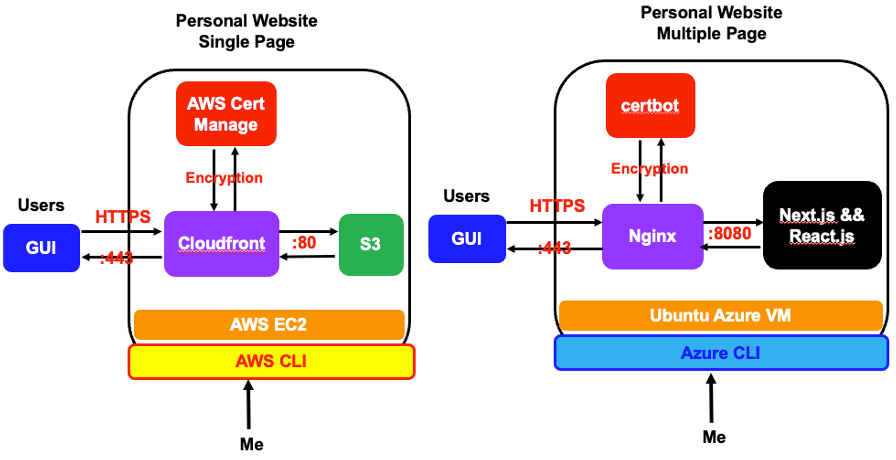 Personal Website
Single Page
AWS Cert
Manage
Encryption
Users
HTTPS
GUI
:443
Cloudfront
:80
S3
AWS EC2
AWS CLI
Me
Personal Website
Multiple Page
certbot
Encryption
Users
HTTPS
GUI
:443
Nginx
:8080
Next.js &&
React.js
Ubuntu Azure VM
Azure CLI
Me